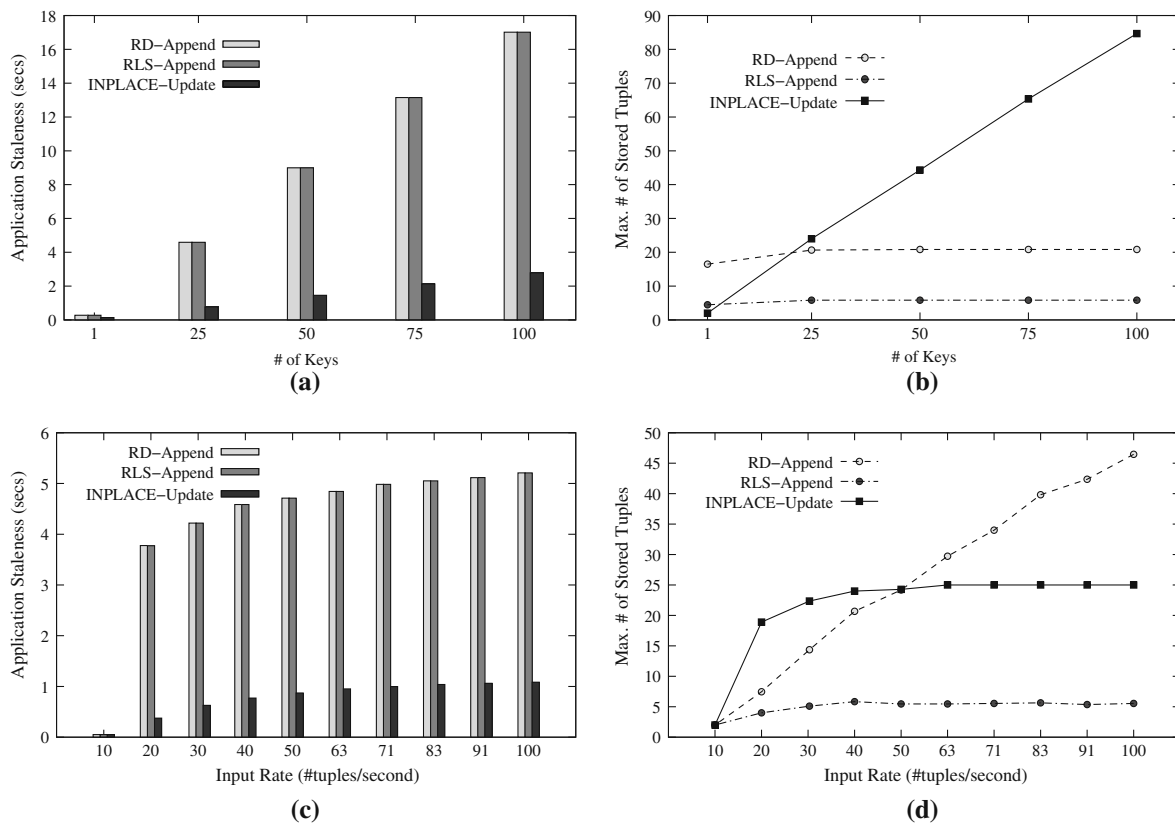 18
16
14
12
10
8
6
4
2
0
Application Staleness (secs)
RD−Append
RLS−Append
INPLACE−Update
1 25 50 75 100
# of Keys
(a)
90
80
70
60
50
40
30
20
10
0
Max. # of Stored Tuples
RD−Append
RLS−Append
INPLACE−Update
1 25 50 75 100
# of Keys
(b)
6
5
4
3
2
1
0
Application Staleness (secs)
RD−Append
RLS−Append
INPLACE−Update
10 20 30 40 50 63 71 83 91 100
Input Rate (#tuples/second)
(c)
50
45
40
35
30
25
20
15
10
5
0
Max. # of Stored Tuples
RD−Append
RLS−Append
INPLACE−Update
10 20 30 40 50 63 71 83 91 100
Input Rate (#tuples/second)
(d)